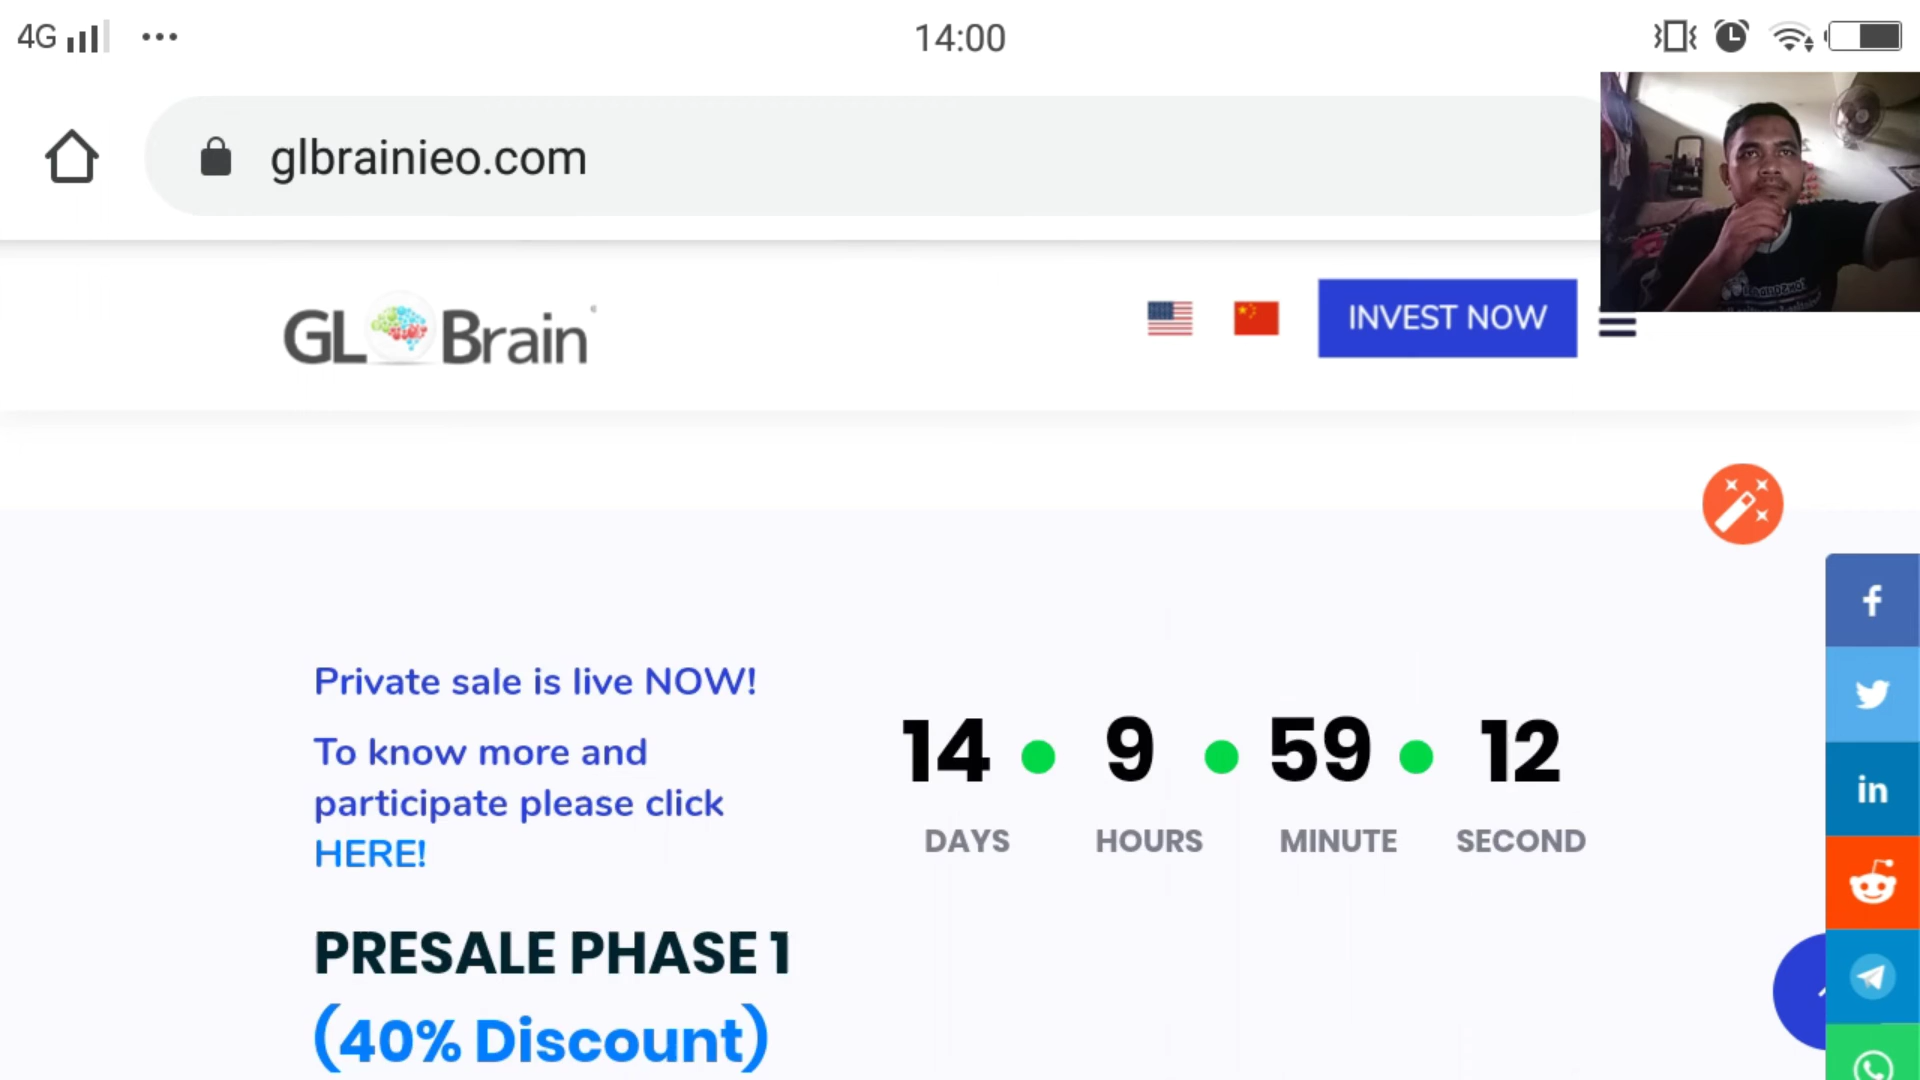 4G 14:00
glbrainieo.com
GL Brain
INVEST NOW
Private sale is live NOW!
To know more and
participate please click
HERE!
14 9 59 12
DAYS HOURS MINUTE SECOND
PRESALE PHASE 1
(40% Discount)
f
in